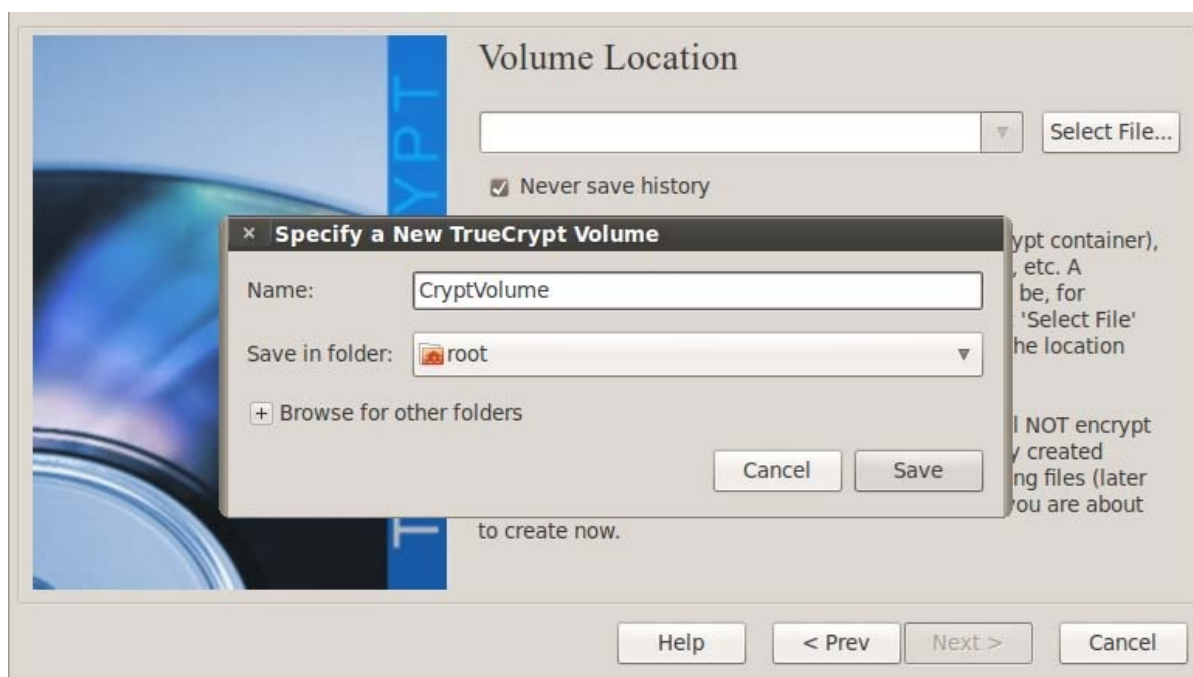 Volume Location
Select File...
Never save history
Specify a New TrueCrypt Volume
Name: CryptVolume
Save in folder: root
Browse for other folders
Cancel Save
ypt container),
, etc. A
be, for
'Select File'
he location
NOT encrypt
y created
ng files (later
you are about
to create now.
YPT
T
Help < Prev Next > Cancel